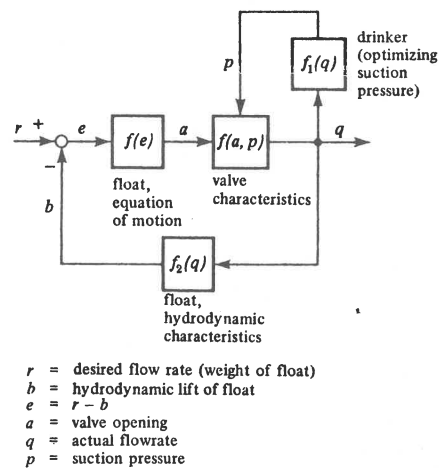 drinker
(optimizing
suction
pressure)
p
f₁(q)
r + e f(e) a f(a, p) q
−
float,
equation
of motion
valve
characteristics
b
f₂(q)
float,
hydrodynamic
characteristics
r = desired flow rate (weight of float)
b = hydrodynamic lift of float
e = r – b
a = valve opening
q = actual flowrate
p = suction pressure